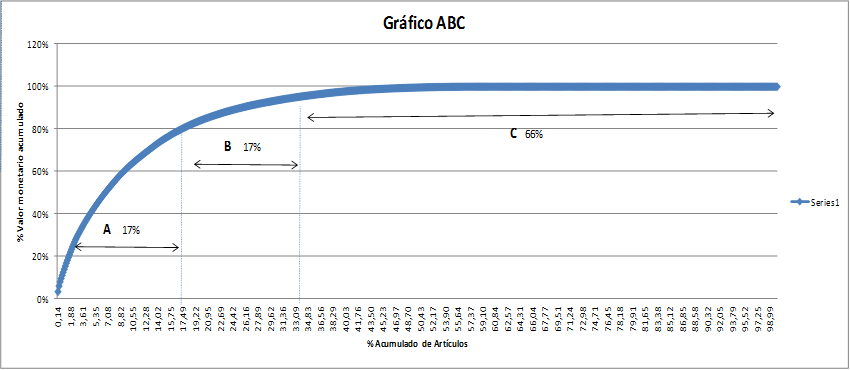 Gráfico ABC
120%
100%
80%
60%
40%
20%
0%
% Valor monetario acumulado
A 17%
B 17%
C 66%
Series1
0,14 1,88 3,61 5,35 7,08 8,82 10,55 12,28 14,02 15,75 17,49 19,22 20,95 22,69 24,42 26,16 27,89 29,62 31,36 33,09 34,83 36,56 38,29 40,03 41,76 43,50 45,23 46,97 48,70 50,43 52,17 53,90 55,64 57,37 59,10 60,84 62,57 64,31 66,04 67,77 69,51 71,24 72,98 74,71 76,45 78,18 79,91 81,65 83,38 85,12 86,85 88,58 90,32 92,05 93,79 95,52 97,25 98,99
% Acumulado de Artículos